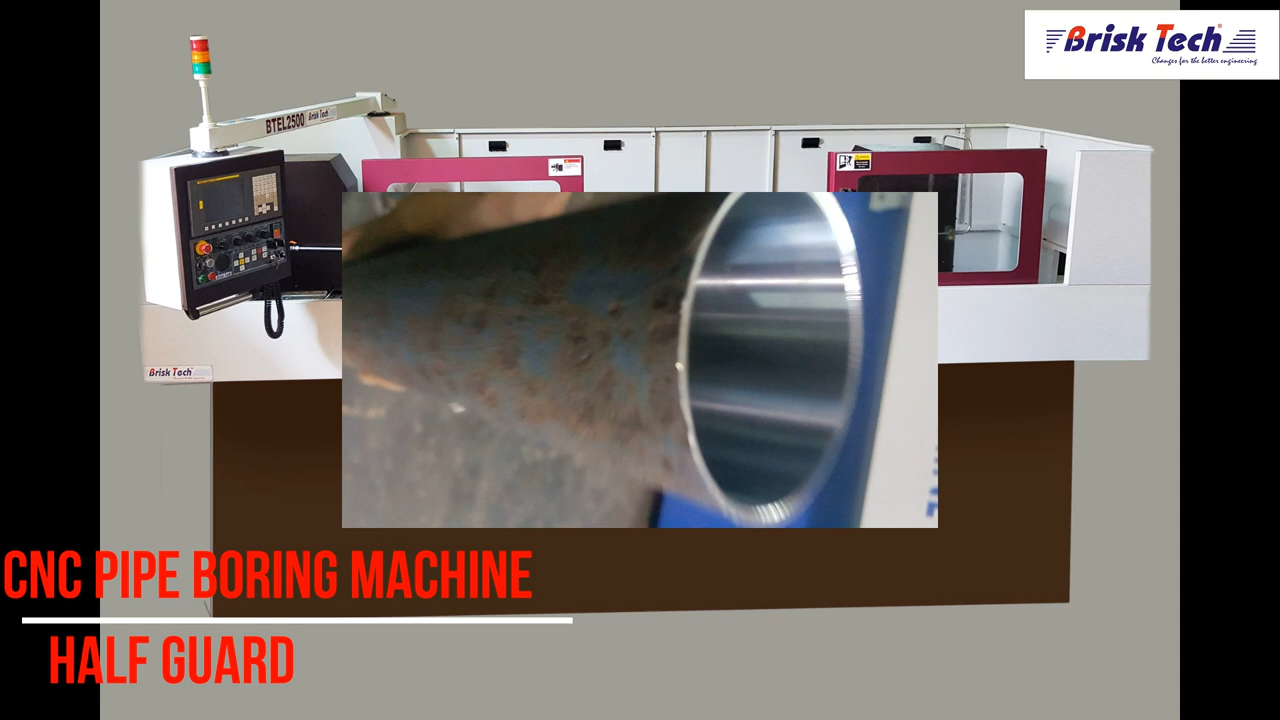 Brisk Tech
Changes for the better engineering
BTEL2500 Brisk Tech
Brisk Tech
CNC PIPE BORING MACHINE
HALF GUARD